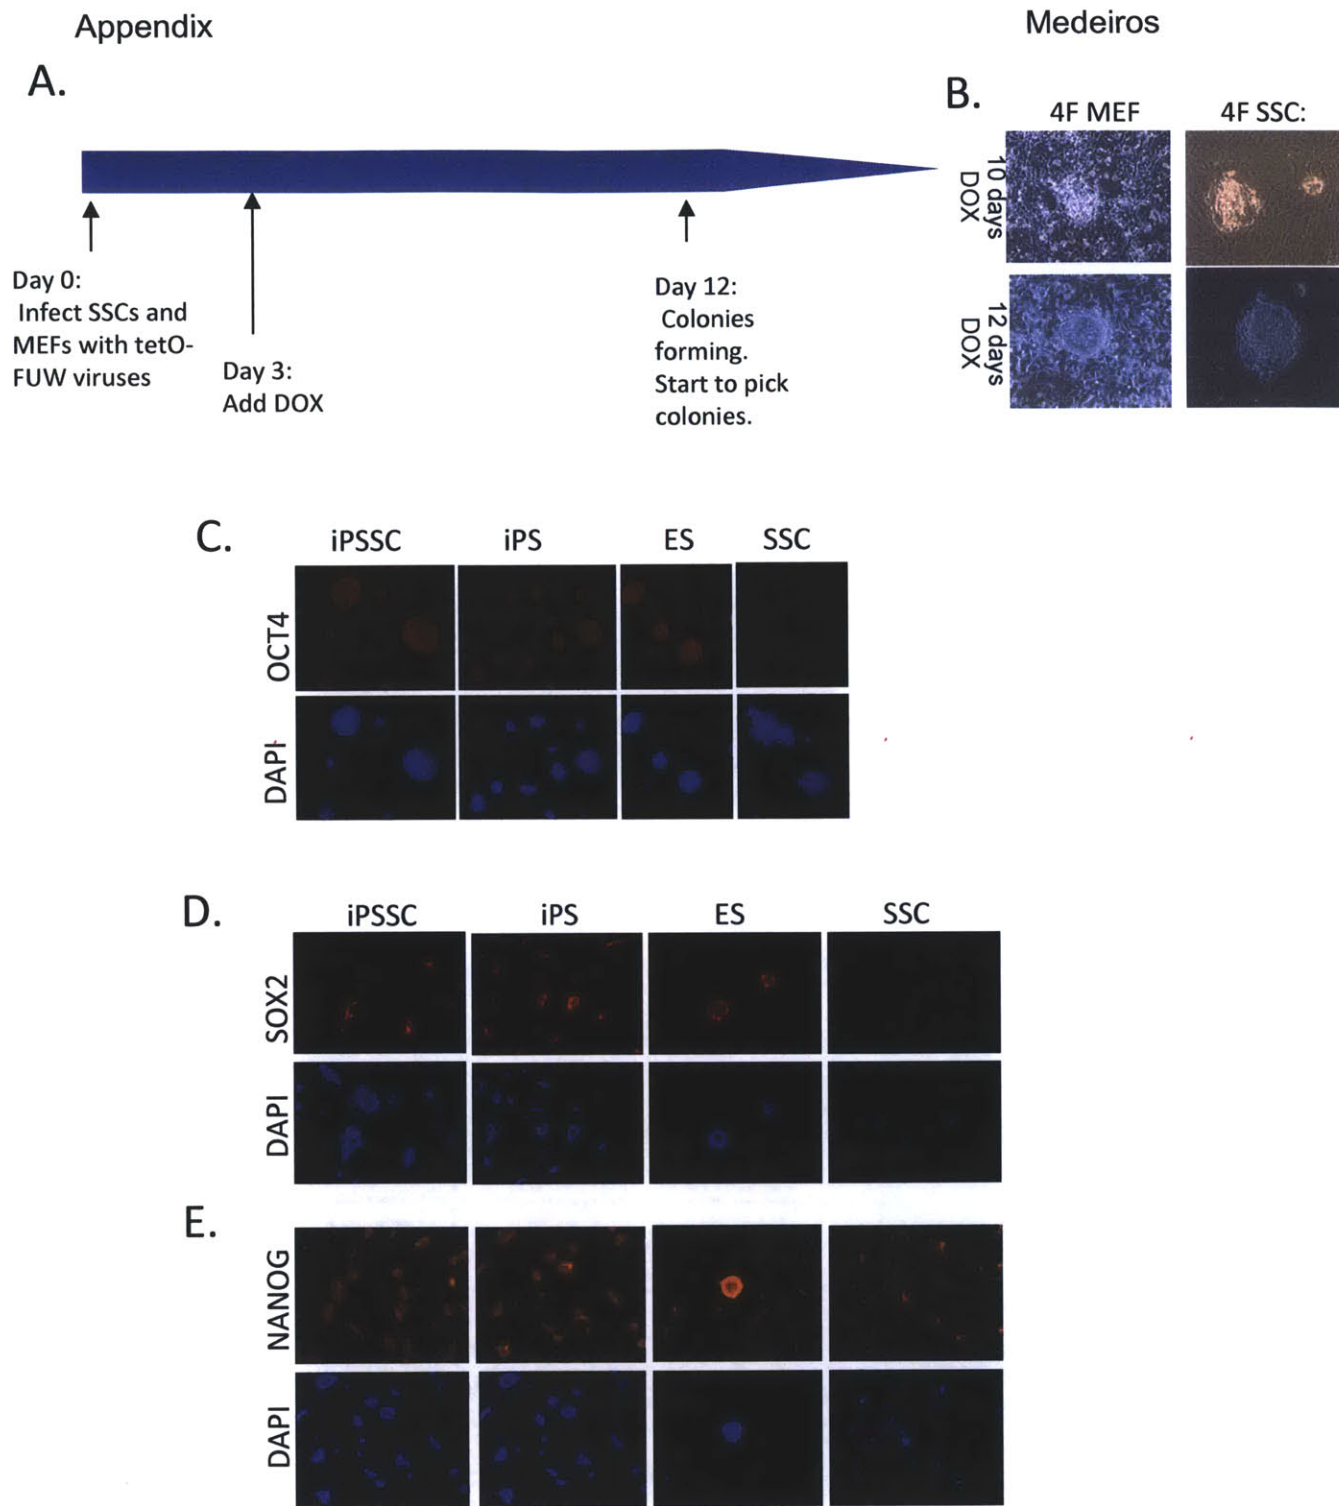 Appendix
Medeiros
A.
Day 0:
Infect SSCs and
MEFs with tetO-
FUW viruses
Day 3:
Add DOX
Day 12:
Colonies
forming.
Start to pick
colonies.
B.
4F MEF
4F SSC:
10 days
DOX
12 days
DOX
C.
iPSSC
iPS
ES
SSC
OCT4
DAPI
D.
iPSSC
iPS
ES
SSC
SOX2
DAPI
E.
NANOG
DAPI